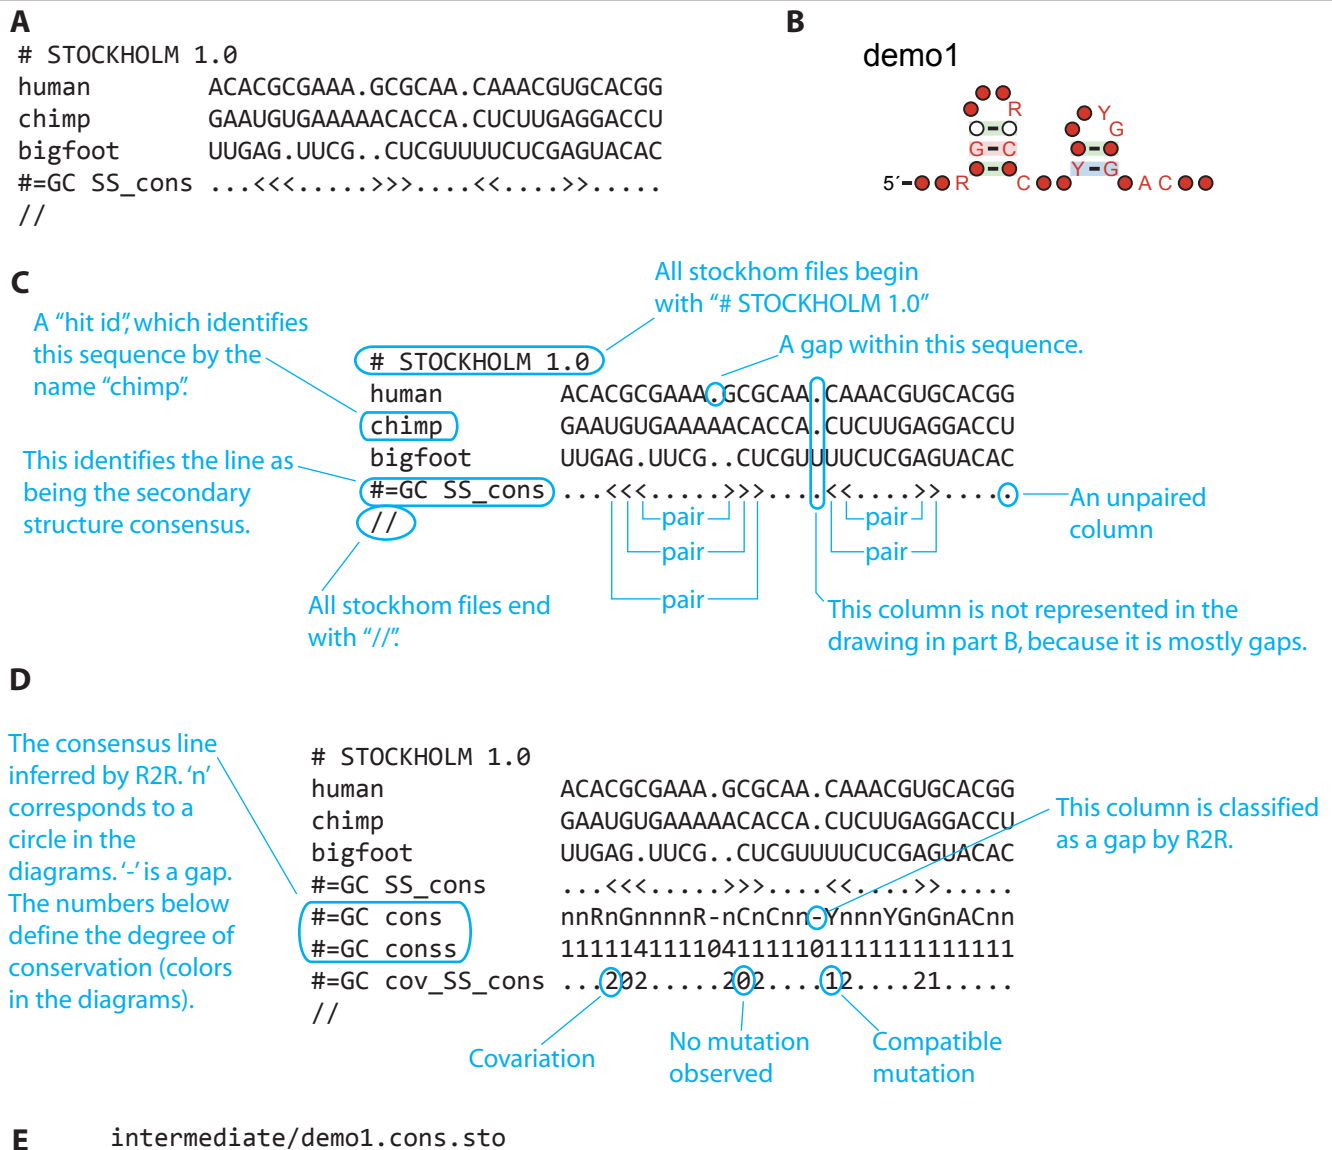 A
# STOCKHOLM 1.0
human ACACGCGAAA.GCGCAA.CAAACGUGCACGG
chimp GAAUGUGAAAAACACCA.CUCUUGAGGACCU
bigfoot UUGAG.UUCG..CUCGUUUUCUCGAGUACAC
#=GC SS_cons ...<<<.....>>>....<<....>>.....
//
B
demo1
R
Y
G
G - C
Y - G
5´-
R
C
A C
C
All stockhom files begin
with “# STOCKHOLM 1.0”
A “hit id”, which identifies
this sequence by the
name “chimp”.
A gap within this sequence.
# STOCKHOLM 1.0
human ACACGCGAAA.GCGCAA.CAAACGUGCACGG
chimp GAAUGUGAAAAACACCA.CUCUUGAGGACCU
bigfoot UUGAG.UUCG..CUCGUUUUCUCGAGUACAC
#=GC SS_cons ...<<<.....>>>....<<....>>.....
//
This identifies the line as
being the secondary
structure consensus.
An unpaired
column
pair pair
pair pair
pair
All stockhom files end
with “//”.
This column is not represented in the
drawing in part B, because it is mostly gaps.
D
The consensus line
inferred by R2R. ‘n’
corresponds to a
circle in the
diagrams. ‘-’ is a gap.
The numbers below
define the degree of
conservation (colors
in the diagrams).
# STOCKHOLM 1.0
human ACACGCGAAA.GCGCAA.CAAACGUGCACGG
chimp GAAUGUGAAAAACACCA.CUCUUGAGGACCU
bigfoot UUGAG.UUCG..CUCGUUUUCUCGAGUACAC
#=GC SS_cons ...<<<.....>>>....<<....>>.....
#=GC cons nnRnGnnnnR-nCnCnn-YnnnYGnGnACnn
#=GC conss 1111141111041111101111111111111
#=GC cov_SS_cons ...202.....202....12....21.....
//
This column is classified
as a gap by R2R.
Covariation
No mutation
observed
Compatible
mutation
E
intermediate/demo1.cons.sto